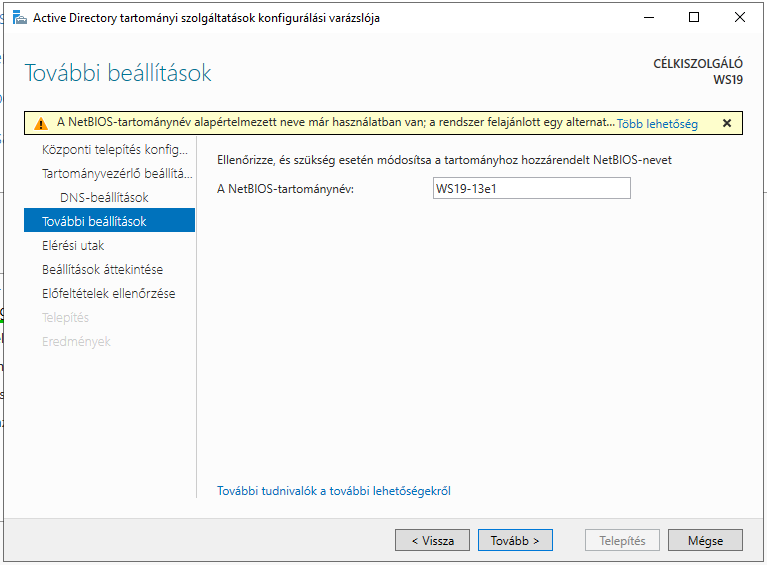 Active Directory tartományi szolgáltatások konfigurálási varázslója
További beállítások
CÉLKISZOLGÁLÓ
WS19
A NetBIOS-tartománynév alapértelmezett neve már használatban van; a rendszer felajánlott egy alternat... Több lehetőség
Központi telepítés konfig...
Tartományvezérlő beállítá...
DNS-beállítások
További beállítások
Elérési utak
Beállítások áttekintése
Előfeltételek ellenőrzése
Telepítés
Eredmények
Ellenőrizze, és szükség esetén módosítsa a tartományhoz hozzárendelt NetBIOS-nevet
A NetBIOS-tartománynév: WS19-13e1
További tudnivalók a további lehetőségekről
< Vissza Tovább > Telepítés Mégse